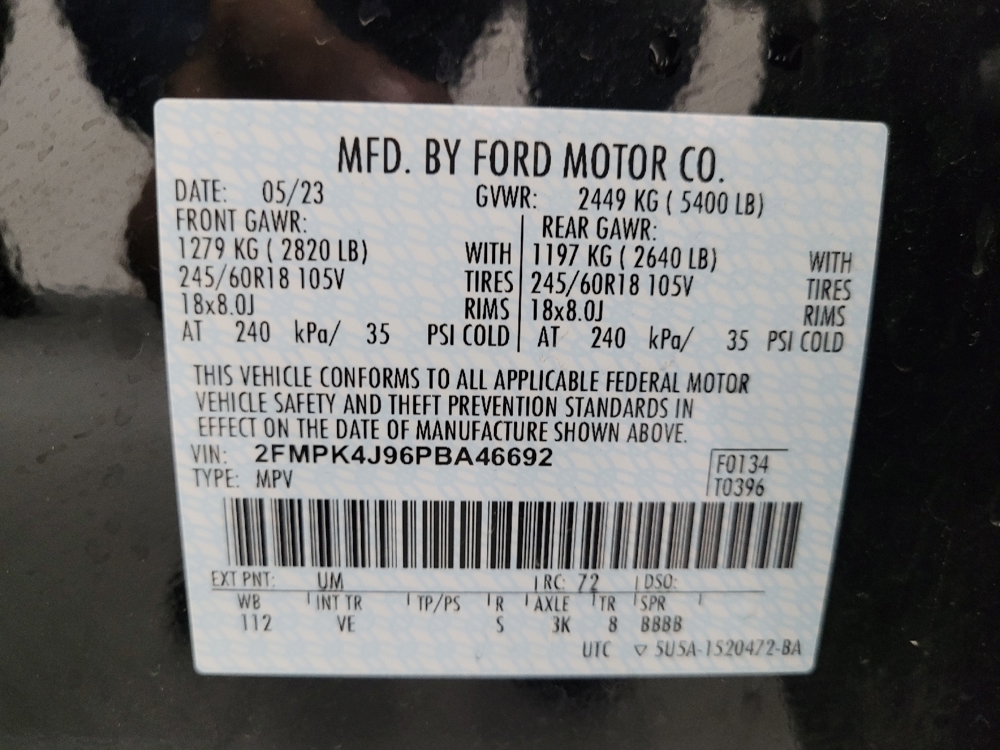 MFD. BY FORD MOTOR CO.
DATE: 05/23 GVWR: 2449 KG ( 5400 LB)
FRONT GAWR: REAR GAWR:
1279 KG ( 2820 LB) WITH 1197 KG ( 2640 LB) WITH
245/60R18 105V TIRES 245/60R18 105V TIRES
18x8.0J RIMS 18x8.0J RIMS
AT 240 kPa/ 35 PSI COLD AT 240 kPa/ 35 PSI COLD
THIS VEHICLE CONFORMS TO ALL APPLICABLE FEDERAL MOTOR
VEHICLE SAFETY AND THEFT PREVENTION STANDARDS IN
EFFECT ON THE DATE OF MANUFACTURE SHOWN ABOVE.
VIN: 2FMPK4J96PBA46692 F0134
TYPE: MPV T0396
EXT PNT: UM RC: 72 DSO:
WB INT TR TP/PS R AXLE TR SPR
112 VE S 3K 8 BBBB
UTC ▽ 5U5A-1520472-BA